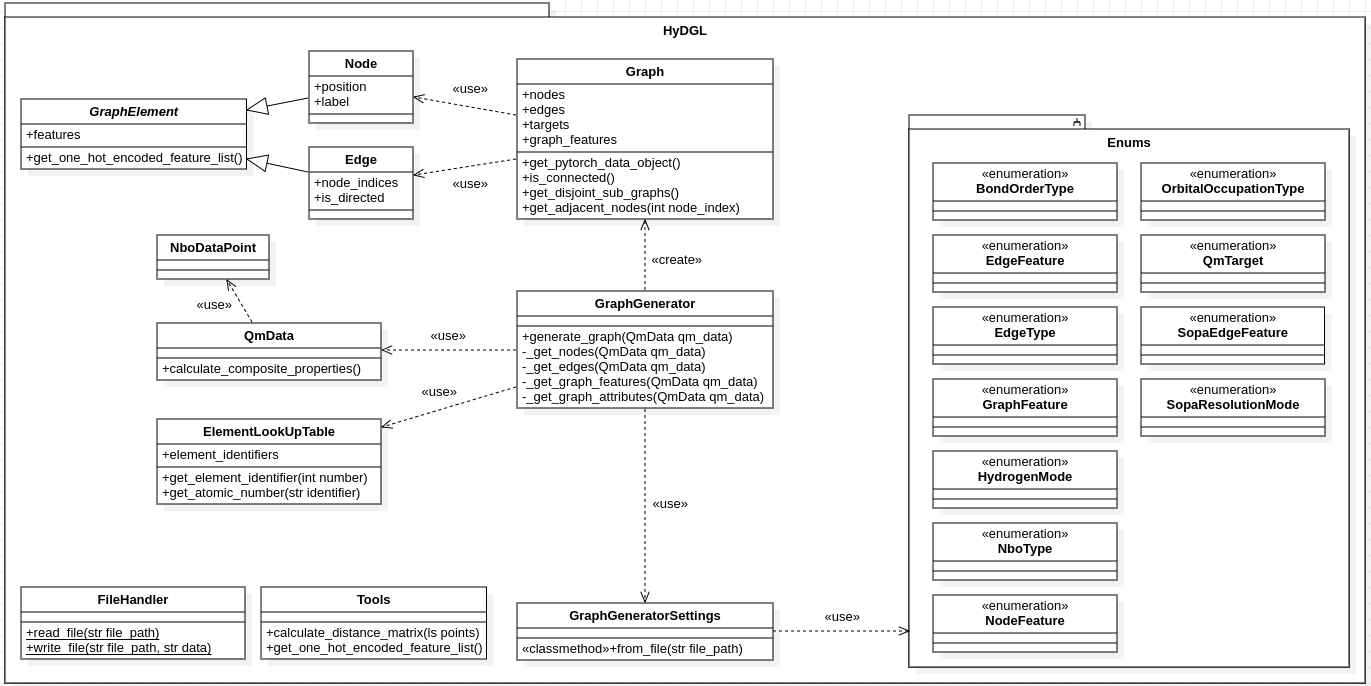 HyDGL
GraphElement
+features
+get_one_hot_encoded_feature_list()
Node
+position
+label
Edge
+node_indices
+is_directed
«use»
«use»
Graph
+nodes
+edges
+targets
+graph_features
+get_pytorch_data_object()
+is_connected()
+get_disjoint_sub_graphs()
+get_adjacent_nodes(int node_index)
«create»
NboDataPoint
«use»
QmData
+calculate_composite_properties()
«use»
«use»
GraphGenerator
+generate_graph(QmData qm_data)
-_get_nodes(QmData qm_data)
-_get_edges(QmData qm_data)
-_get_graph_features(QmData qm_data)
-_get_graph_attributes(QmData qm_data)
ElementLookUpTable
+element_identifiers
+get_element_identifier(int number)
+get_atomic_number(str identifier)
«use»
FileHandler
+read_file(str file_path)
+write_file(str file_path, str data)
Tools
+calculate_distance_matrix(ls points)
+get_one_hot_encoded_feature_list()
GraphGeneratorSettings
«classmethod»+from_file(str file_path)
«use»
Enums
«enumeration»
BondOrderType
«enumeration»
OrbitalOccupationType
«enumeration»
EdgeFeature
«enumeration»
QmTarget
«enumeration»
EdgeType
«enumeration»
SopaEdgeFeature
«enumeration»
GraphFeature
«enumeration»
SopaResolutionMode
«enumeration»
HydrogenMode
«enumeration»
NboType
«enumeration»
NodeFeature